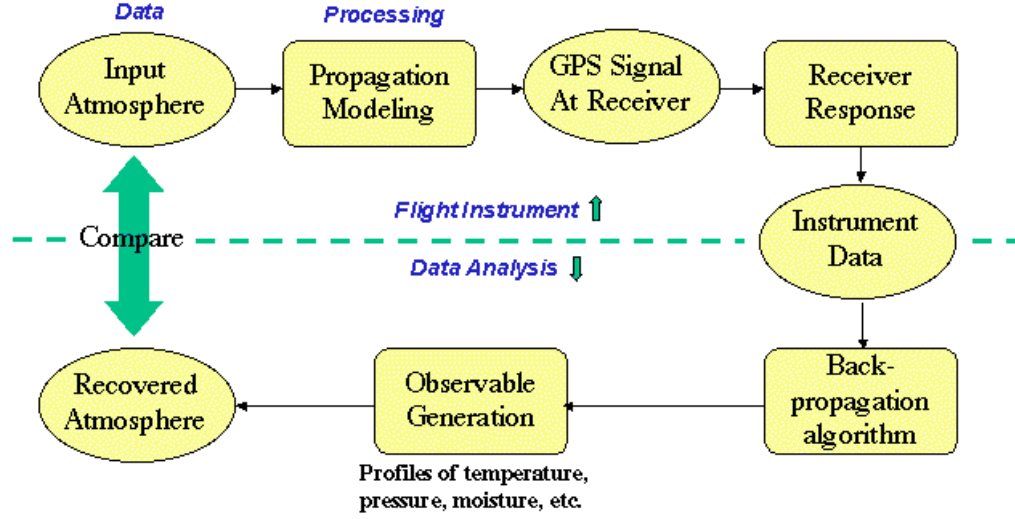 Data
Processing
Input
Atmosphere
Propagation
Modeling
GPS Signal
At Receiver
Receiver
Response
Flight Instrument
Compare
Data Analysis
Instrument
Data
Recovered
Atmosphere
Observable
Generation
Back-
propagation
algorithm
Profiles of temperature,
pressure, moisture, etc.